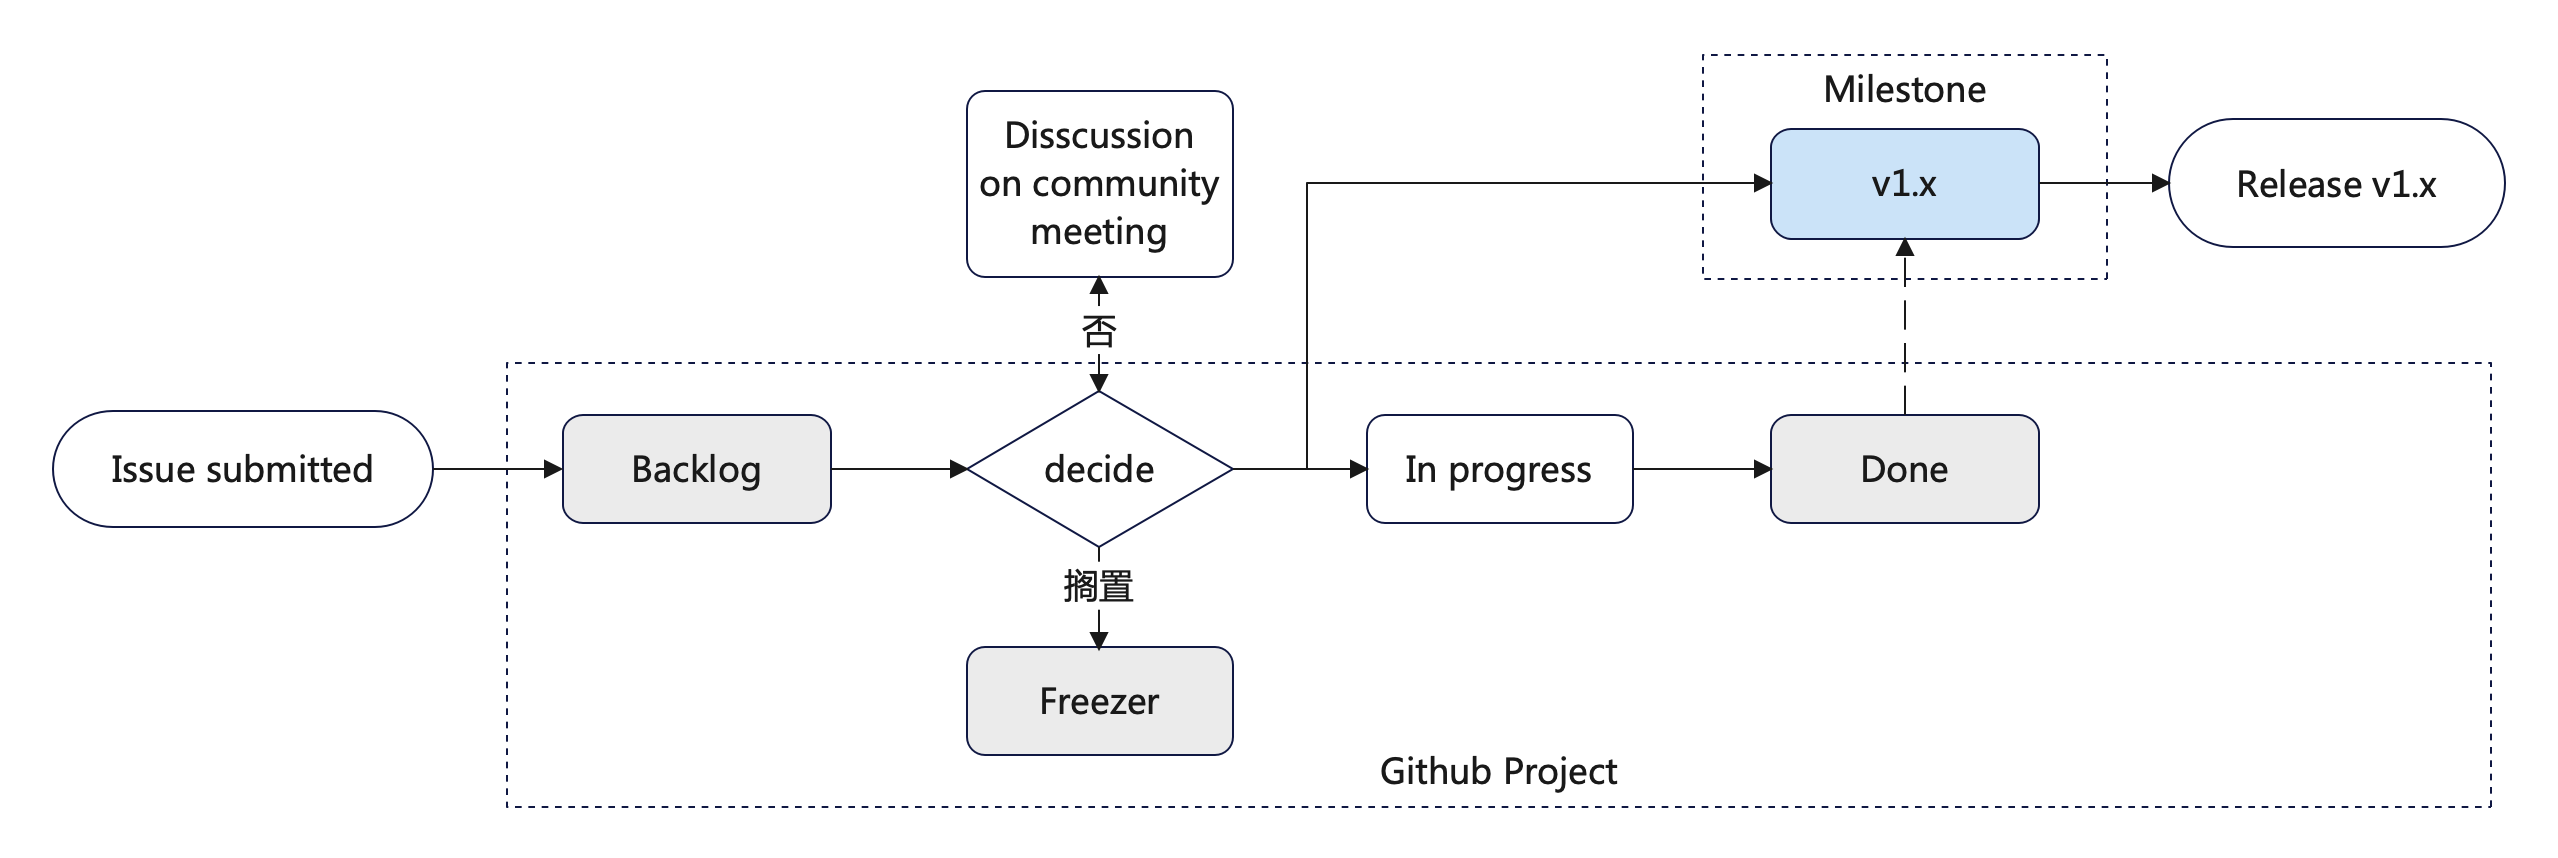 Milestone
Disscussion
on community
meeting
v1.x
Release v1.x
否
Issue submitted
Backlog
decide
In progress
Done
搁置
Freezer
Github Project